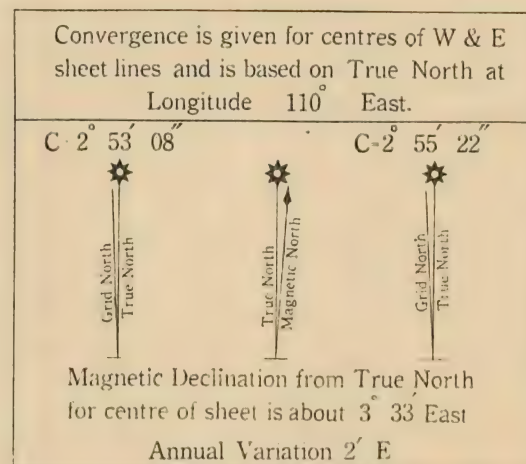 Convergence is given for centres of W & E
sheet lines and is based on True North at
Longitude 110° East.
C· 2° 53′ 08″
C-2° 55′ 22″
Grid North
True North
True North
Magnetic North
Grid North
True North
Magnetic Declination from True North
for centre of sheet is about 3° 33′ East
Annual Variation 2′ E